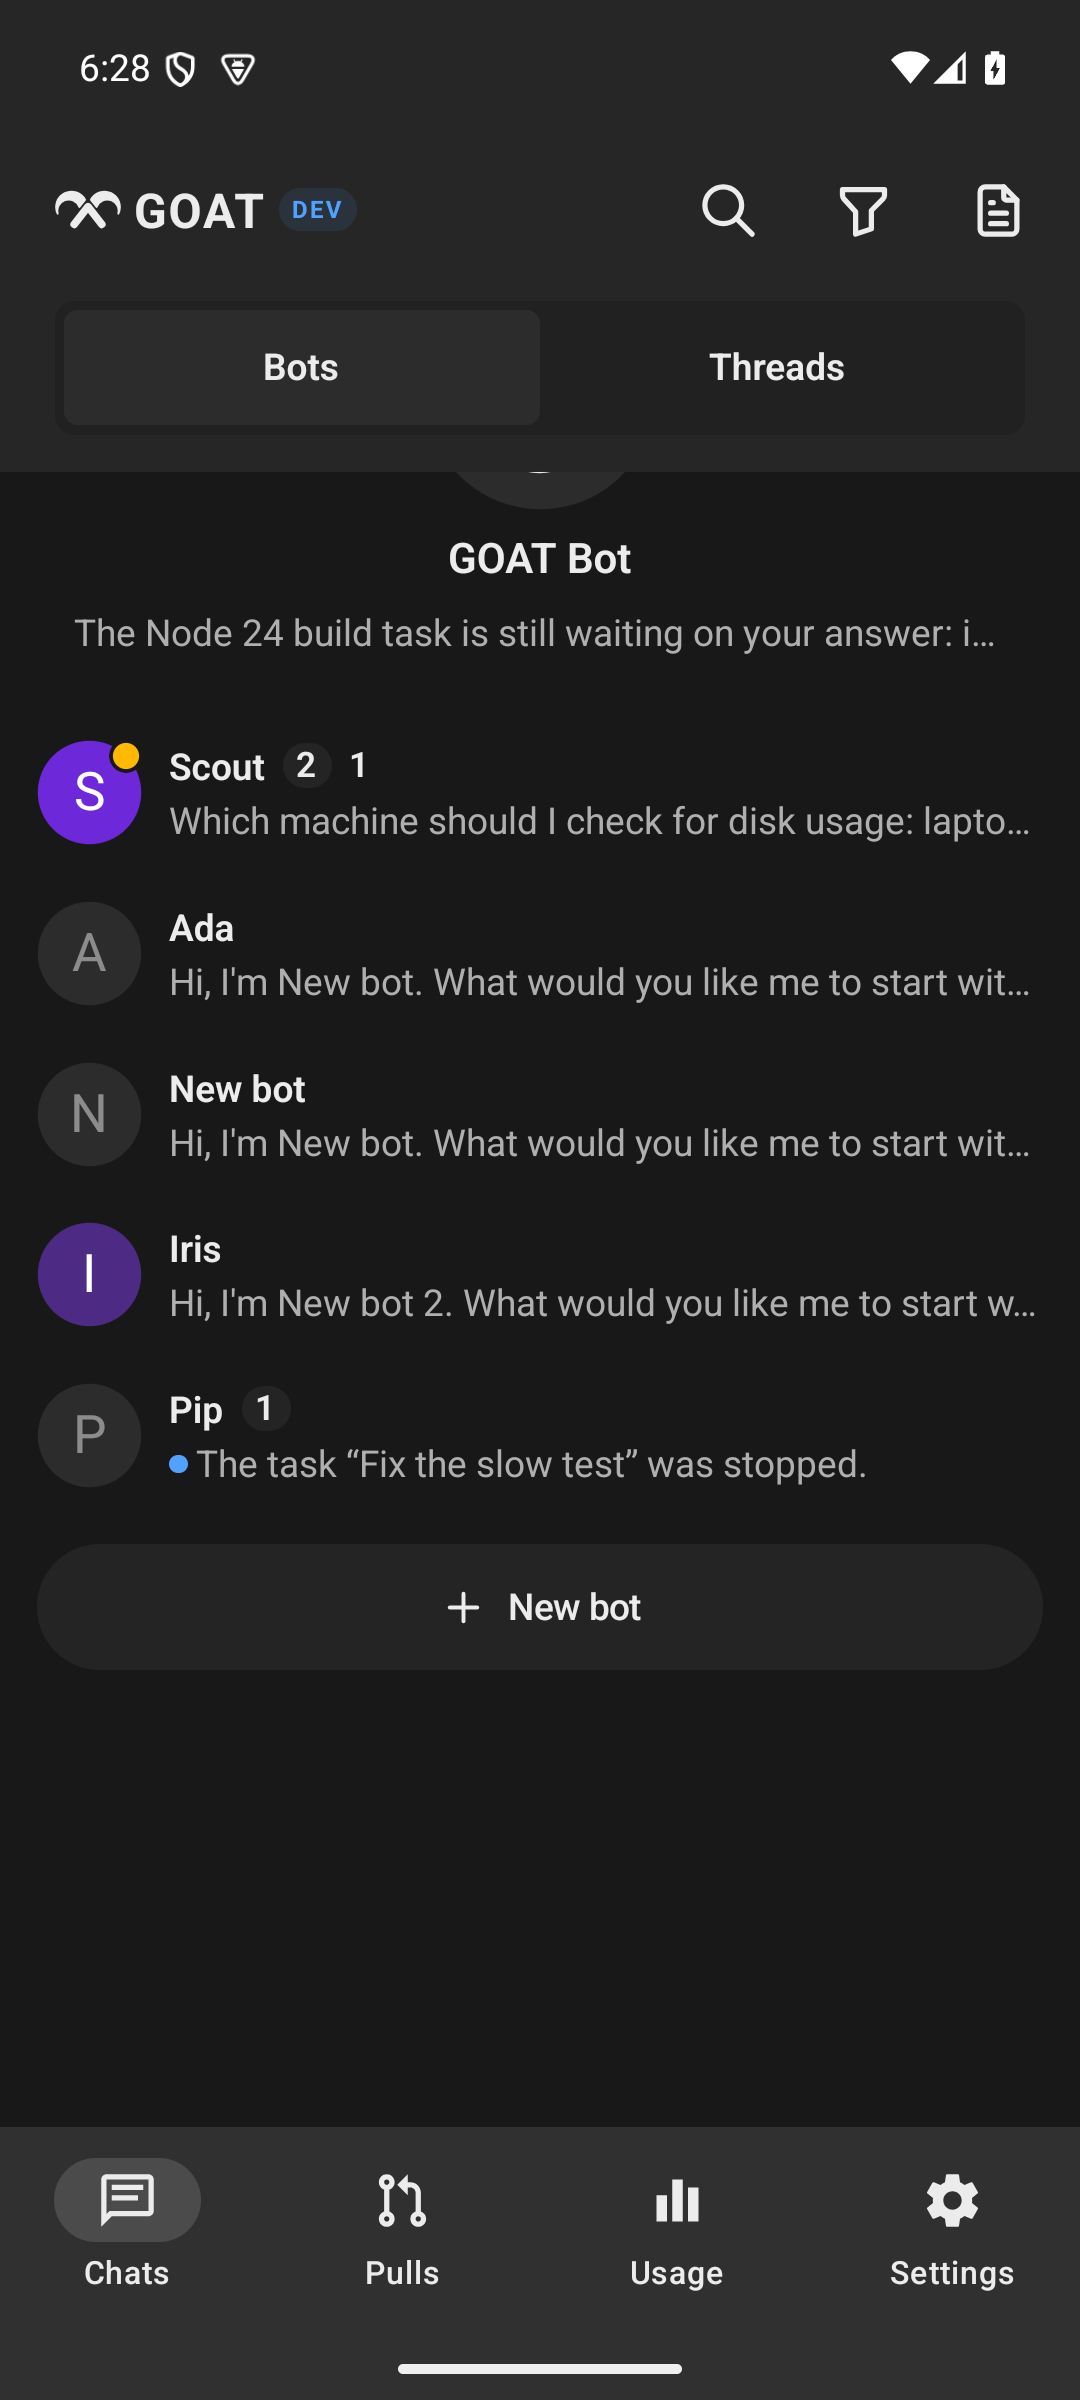 6:28
GOAT DEV
Bots Threads
GOAT Bot
The Node 24 build task is still waiting on your answer: i…
S
Scout 2 1
Which machine should I check for disk usage: lapto…
A
Ada
Hi, I'm New bot. What would you like me to start wit…
N
New bot
Hi, I'm New bot. What would you like me to start wit…
I
Iris
Hi, I'm New bot 2. What would you like me to start w…
P
Pip 1
The task “Fix the slow test” was stopped.
+ New bot
Chats Pulls Usage Settings